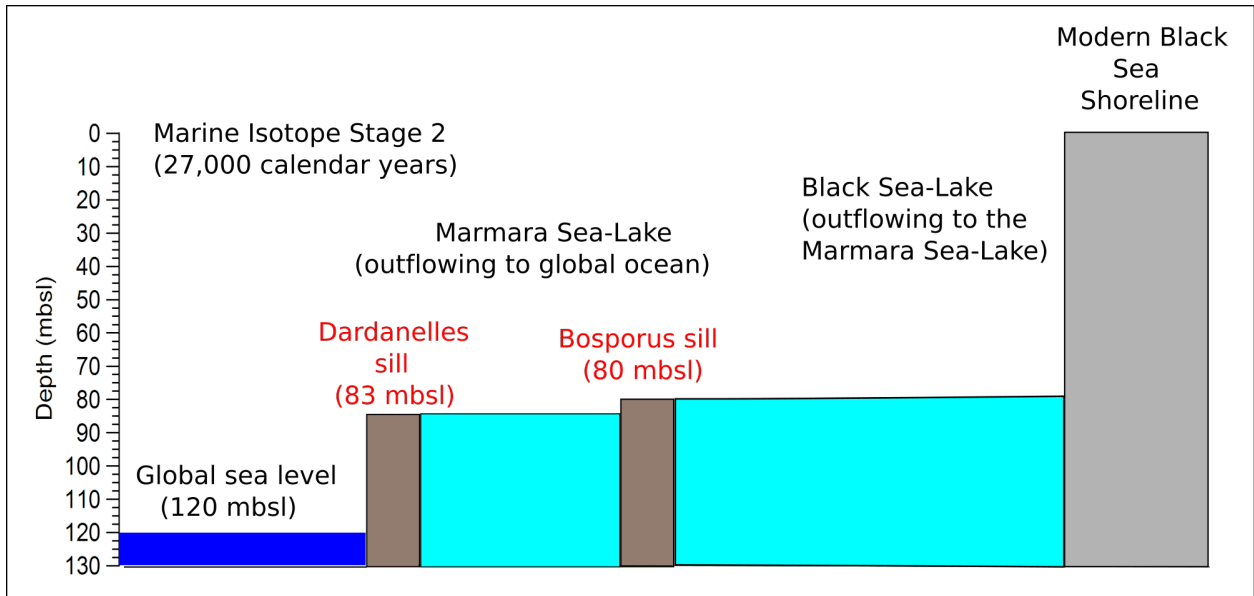 Modern Black
Sea
Shoreline
Marine Isotope Stage 2
(27,000 calendar years)
Black Sea-Lake
(outflowing to the
Marmara Sea-Lake)
Marmara Sea-Lake
(outflowing to global ocean)
Dardanelles
sill
(83 mbsl)
Bosporus sill
(80 mbsl)
Global sea level
(120 mbsl)
Depth (mbsl)
0
10
20
30
40
50
60
70
80
90
100
110
120
130